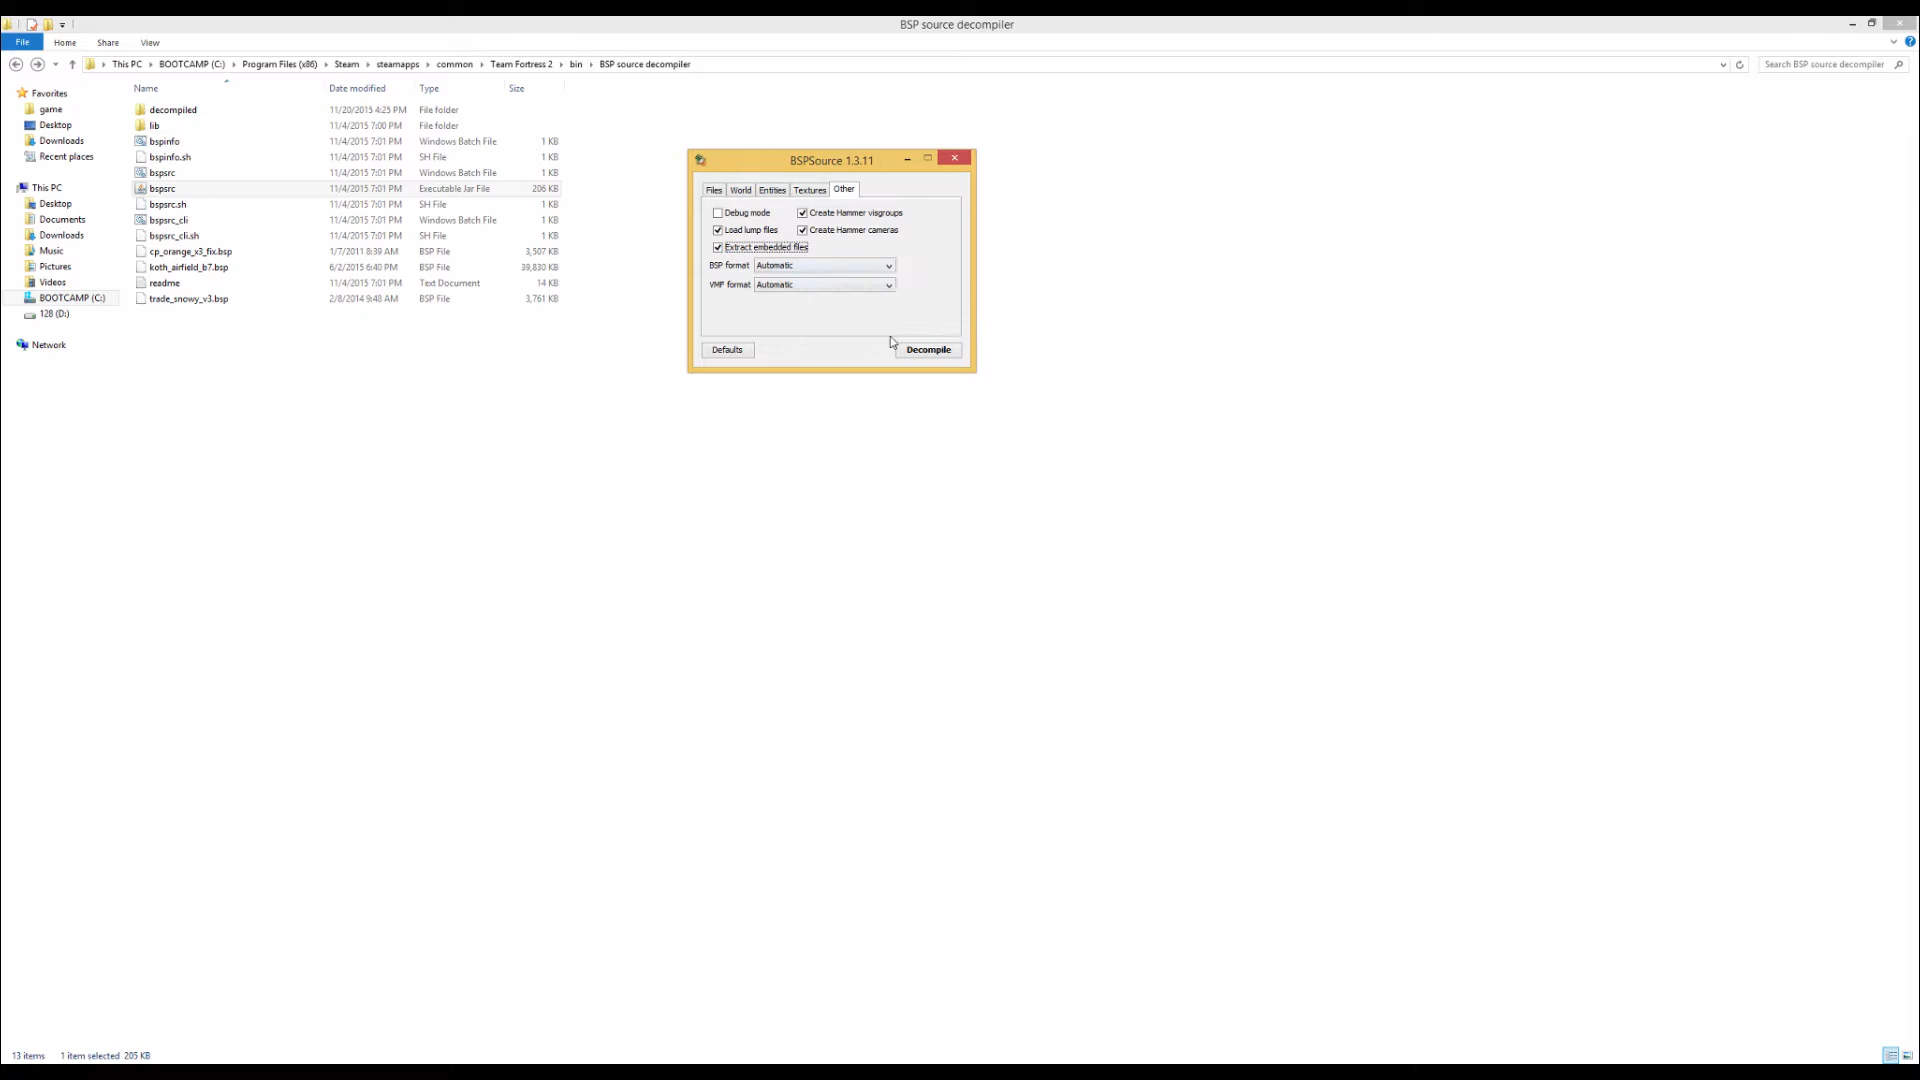 BSP source decompiler
File Home Share View
This PC BOOTCAMP (C:) Program Files (x86) Steam steamapps common Team Fortress 2 bin BSP source decompiler Search BSP source decompiler
Name Date modified Type Size
Favorites
game
Desktop
Downloads
Recent places
This PC
Desktop
Documents
Downloads
Music
Pictures
Videos
BOOTCAMP (C:)
128 (D:)
Network
decompiled 11/20/2015 4:25 PM File folder
lib 11/4/2015 7:00 PM File folder
bspinfo 11/4/2015 7:01 PM Windows Batch File 1 KB
bspinfo.sh 11/4/2015 7:01 PM SH File 1 KB
bspsrc 11/4/2015 7:01 PM Windows Batch File 1 KB
bspsrc 11/4/2015 7:01 PM Executable Jar File 206 KB
bspsrc.sh 11/4/2015 7:01 PM SH File 1 KB
bspsrc_cli 11/4/2015 7:01 PM Windows Batch File 1 KB
bspsrc_cli.sh 11/4/2015 7:01 PM SH File 1 KB
cp_orange_x3_fix.bsp 1/7/2011 8:39 AM BSP File 3,507 KB
koth_airfield_b7.bsp 6/2/2015 6:40 PM BSP File 39,830 KB
readme 11/4/2015 7:01 PM Text Document 14 KB
trade_snowy_v3.bsp 2/8/2014 9:48 AM BSP File 3,761 KB
BSPSource 1.3.11
Files World Entities Textures Other
Debug mode Create Hammer visgroups
Load lump files Create Hammer cameras
Extract embedded files
BSP format Automatic
VMF format Automatic
Defaults Decompile
13 items 1 item selected 205 KB